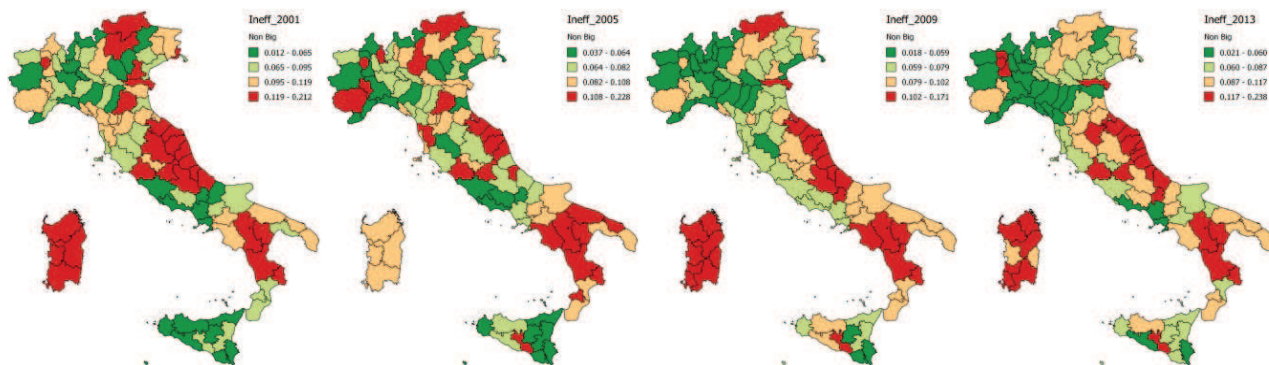 Ineff_2001
Non Big
0.012 - 0.065
0.065 - 0.095
0.095 - 0.119
0.119 - 0.212
Ineff_2005
Non Big
0.037 - 0.064
0.064 - 0.082
0.082 - 0.108
0.108 - 0.228
Ineff_2009
Non Big
0.018 - 0.059
0.059 - 0.079
0.079 - 0.102
0.102 - 0.171
Ineff_2013
Non Big
0.021 - 0.060
0.060 - 0.087
0.087 - 0.117
0.117 - 0.238